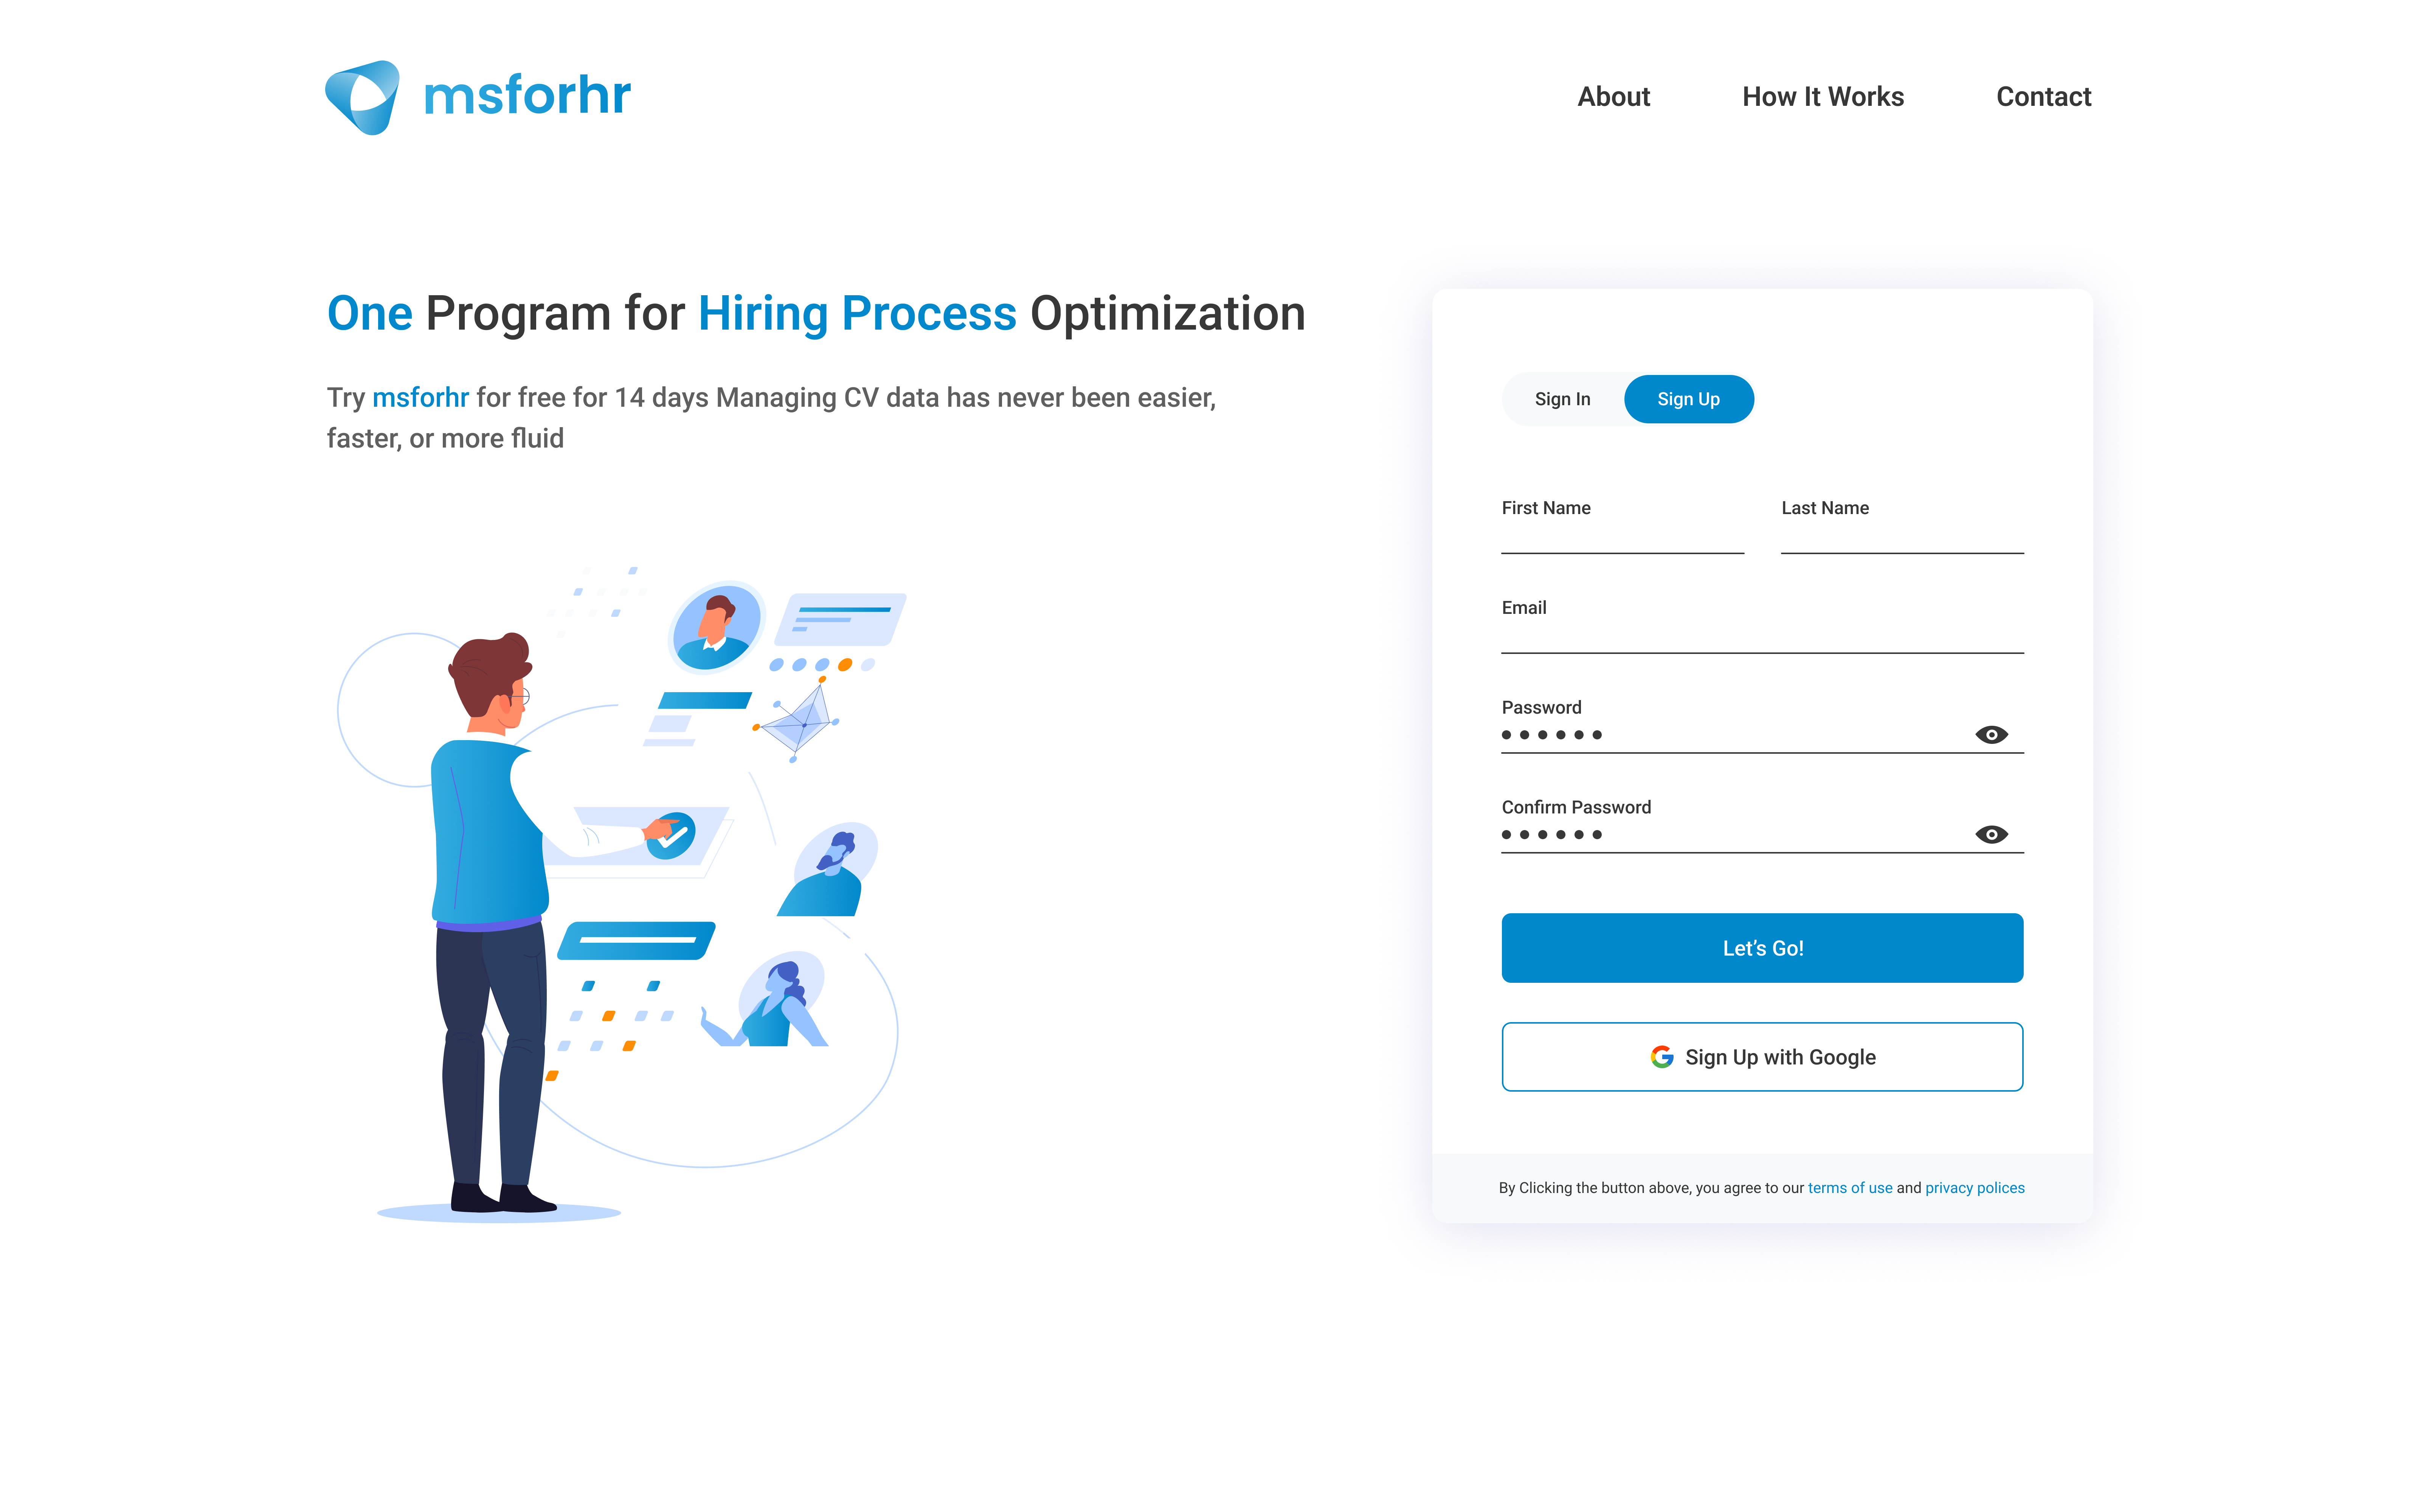 msforhr
About
How It Works
Contact
One Program for Hiring Process Optimization
Try msforhr for free for 14 days Managing CV data has never been easier,
faster, or more fluid
Sign In
Sign Up
First Name
Last Name
Email
Password
Confirm Password
Let’s Go!
Sign Up with Google
By Clicking the button above, you agree to our terms of use and privacy polices